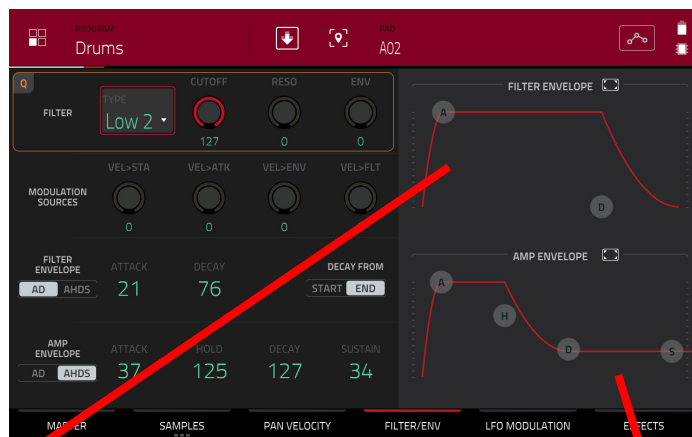 PROGRAM
Drums
PAD
A02
Q
FILTER
TYPE
Low 2
CUTOFF
127
RESO
0
ENV
0
FILTER ENVELOPE
A
D
MODULATION
SOURCES
VEL>STA
0
VEL>ATK
0
VEL>ENV
0
VEL>FLT
FILTER
ENVELOPE
AD AHDS
ATTACK
21
DECAY
76
DECAY FROM
START END
AMP ENVELOPE
A
H
D
S
AMP
ENVELOPE
AD AHDS
ATTACK
37
HOLD
125
DECAY
127
SUSTAIN
34
MASTER SAMPLES PAN VELOCITY FILTER/ENV LFO MODULATION EFFECTS